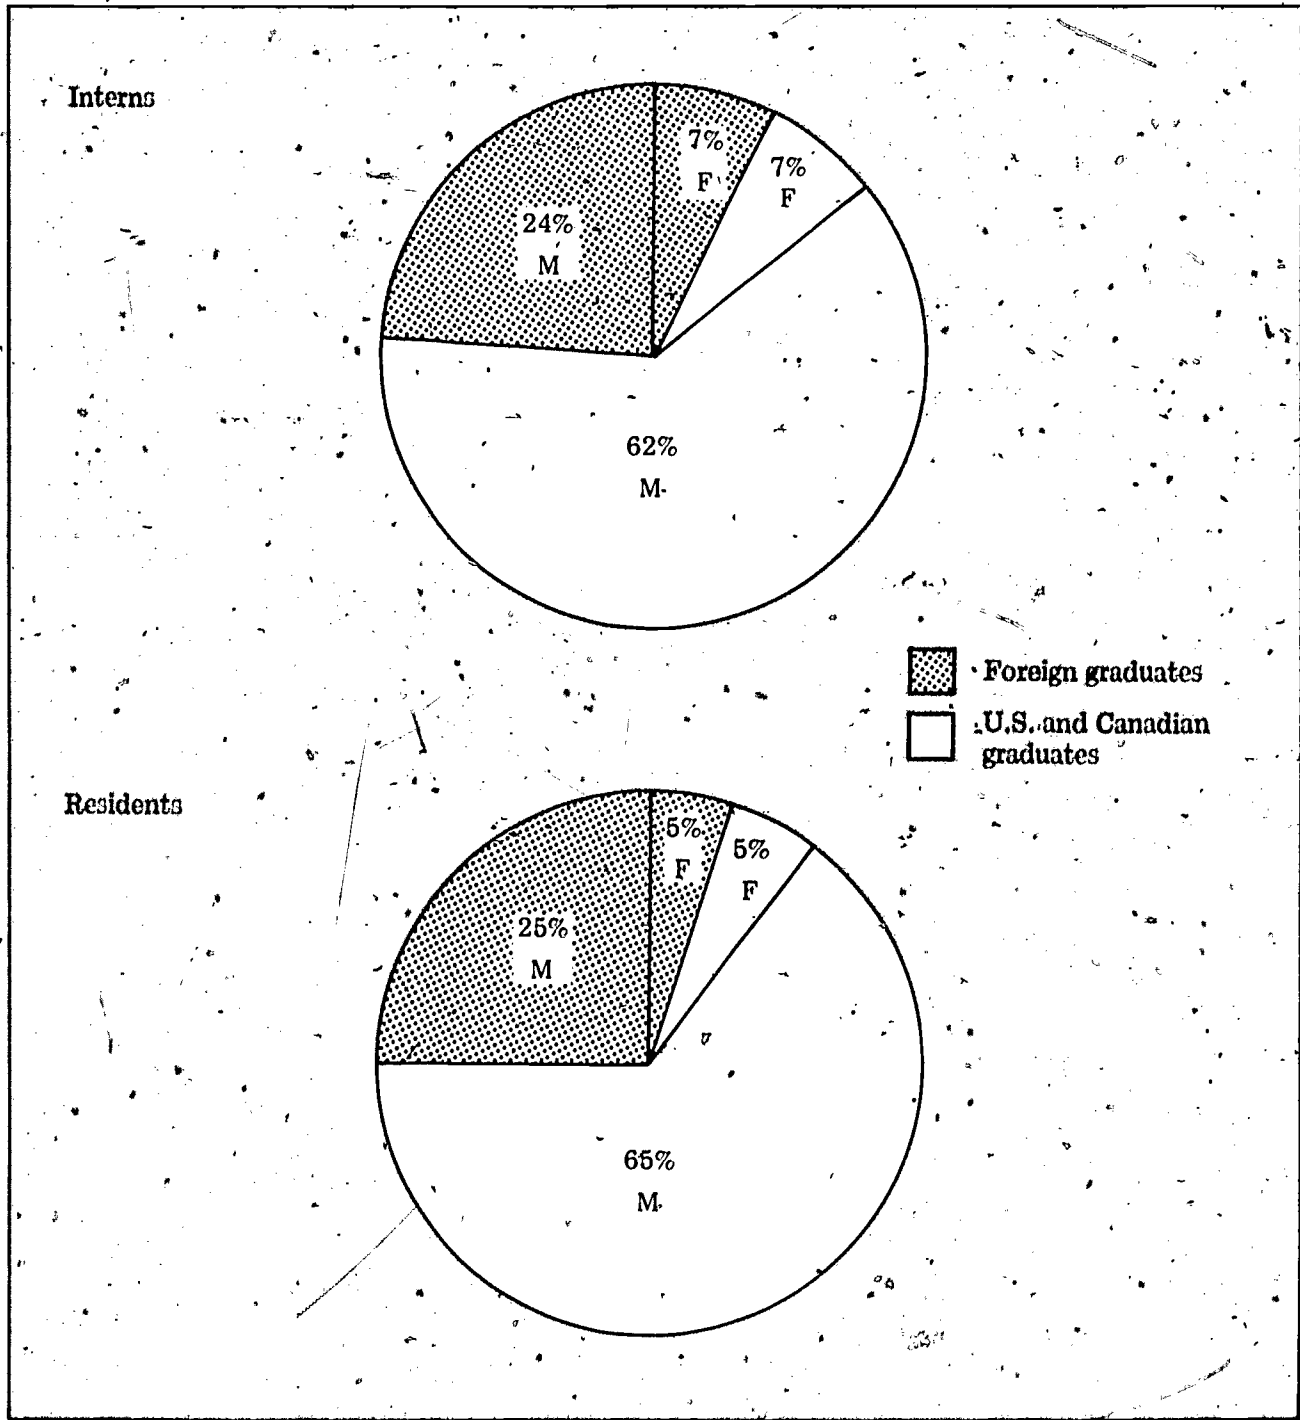 Interns
7%
F
7%
F
24%
M
62%
M
Foreign graduates
U.S. and Canadian
graduates
Residents
5%
F
5%
F
25%
M
65%
M